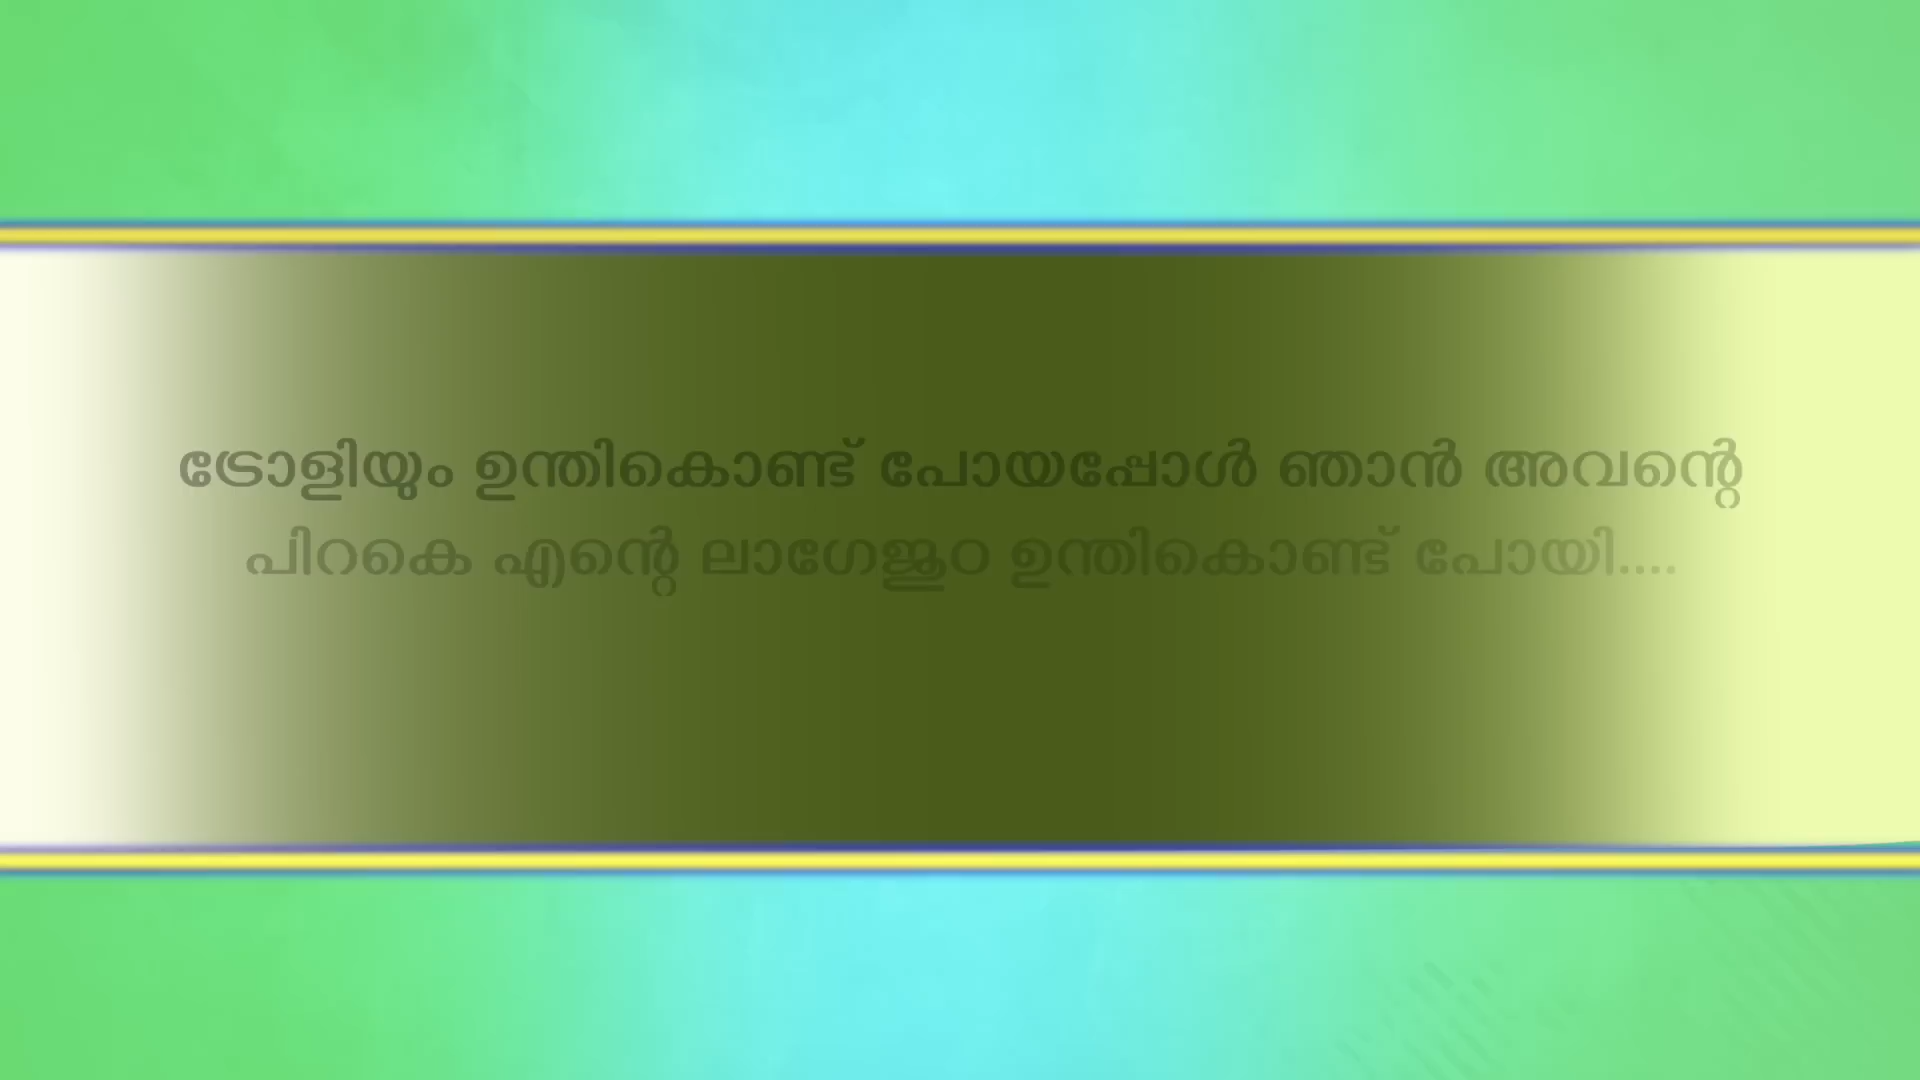 ട്രോളിയും ഉന്തികൊണ്ട് പോയപ്പോൾ ഞാൻ അവന്റെ
പിറകെ എന്റെ ലാഗേജൂഠ ഉന്തികൊണ്ട് പോയി....